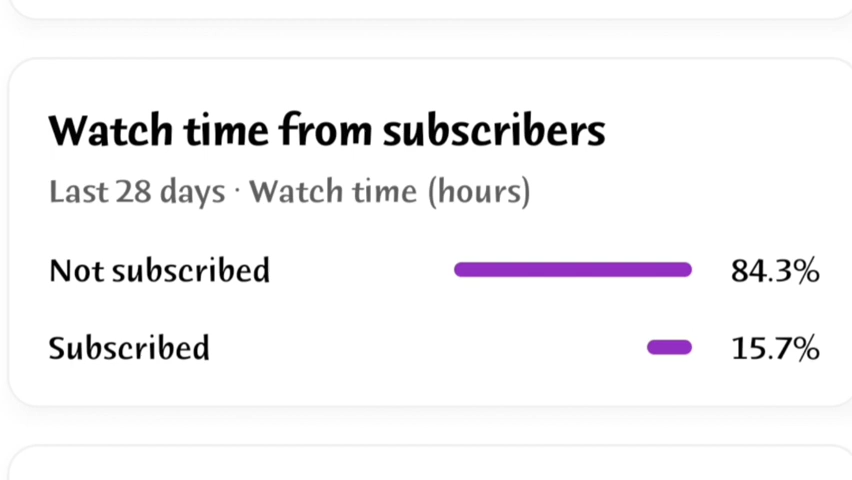 Watch time from subscribers
Last 28 days · Watch time (hours)
Not subscribed 84.3%
Subscribed 15.7%